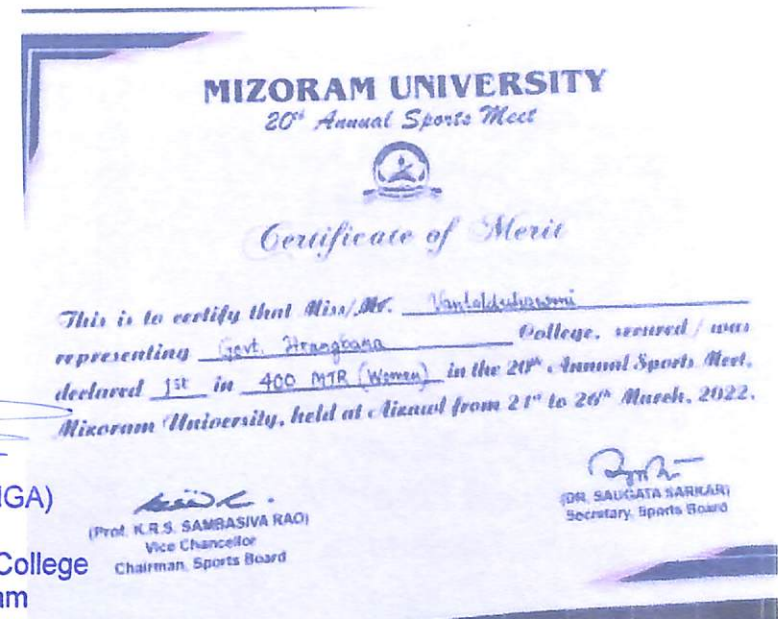 MIZORAM UNIVERSITY
20th Annual Sports Meet
Certificate of Merit
This is to certify that Miss/Mr.
representing Govt. Hrangbana College, secured / was
declared 1st in 400 MTR (Women) in the 20th Annual Sports Meet,
Mizoram University, held at Aizawl from 21st to 26th March, 2022.
(Prof. K.R.S. SAMBASIVA RAO)
Vice Chancellor
Chairman, Sports Board
(DR. SAUGATA SARKAR)
Secretary, Sports Board
IGA)
College
am